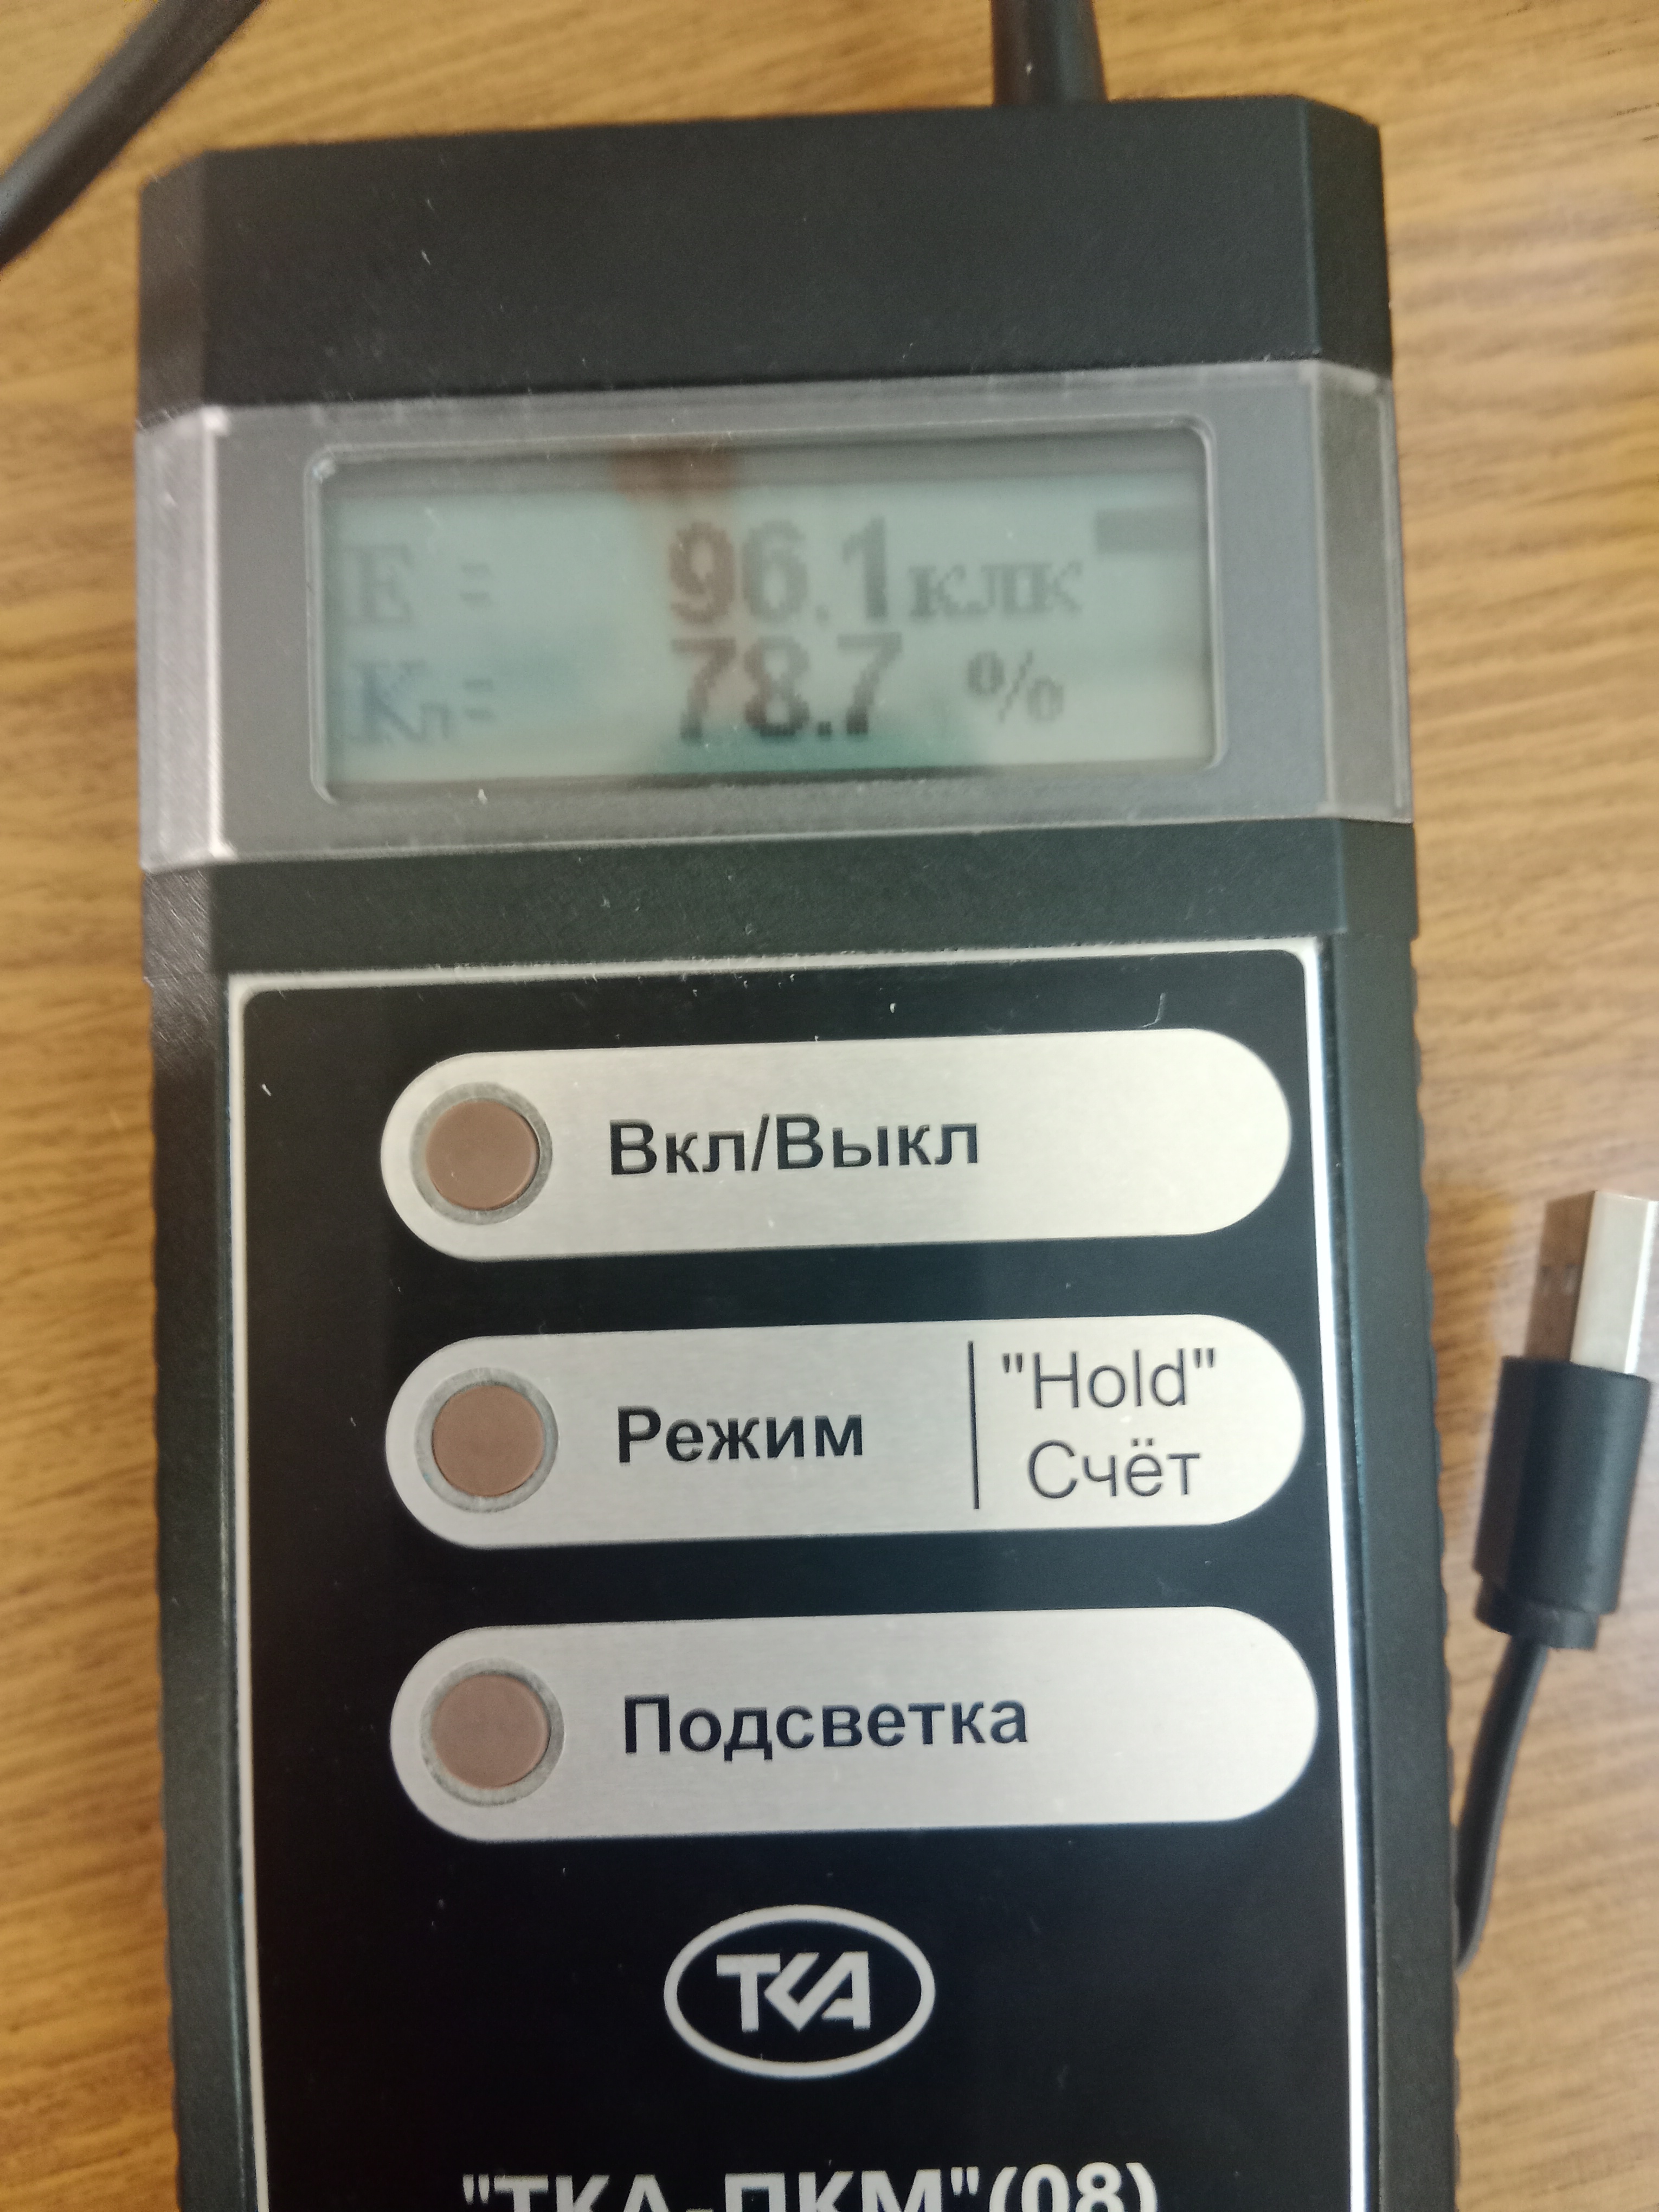 E = 96.1 клк
Кп= 78.7 %
Вкл/Выкл
Режим
"Hold"
Счёт
Подсветка
ТКА
"ТКА-ПКМ"(08)